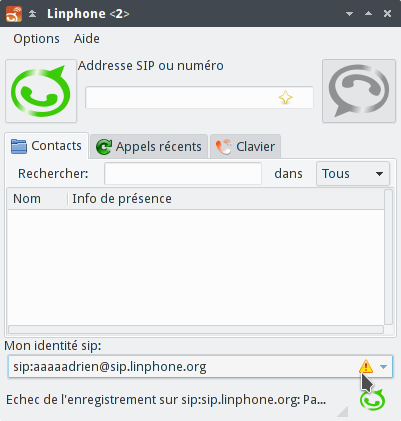 Linphone <2>
Options Aide
Addresse SIP ou numéro
Contacts Appels récents Clavier
Rechercher: dans Tous
Nom Info de présence
Mon identité sip:
sip:aaaaadrien@sip.linphone.org
Echec de l'enregistrement sur sip:sip.linphone.org: Pa...